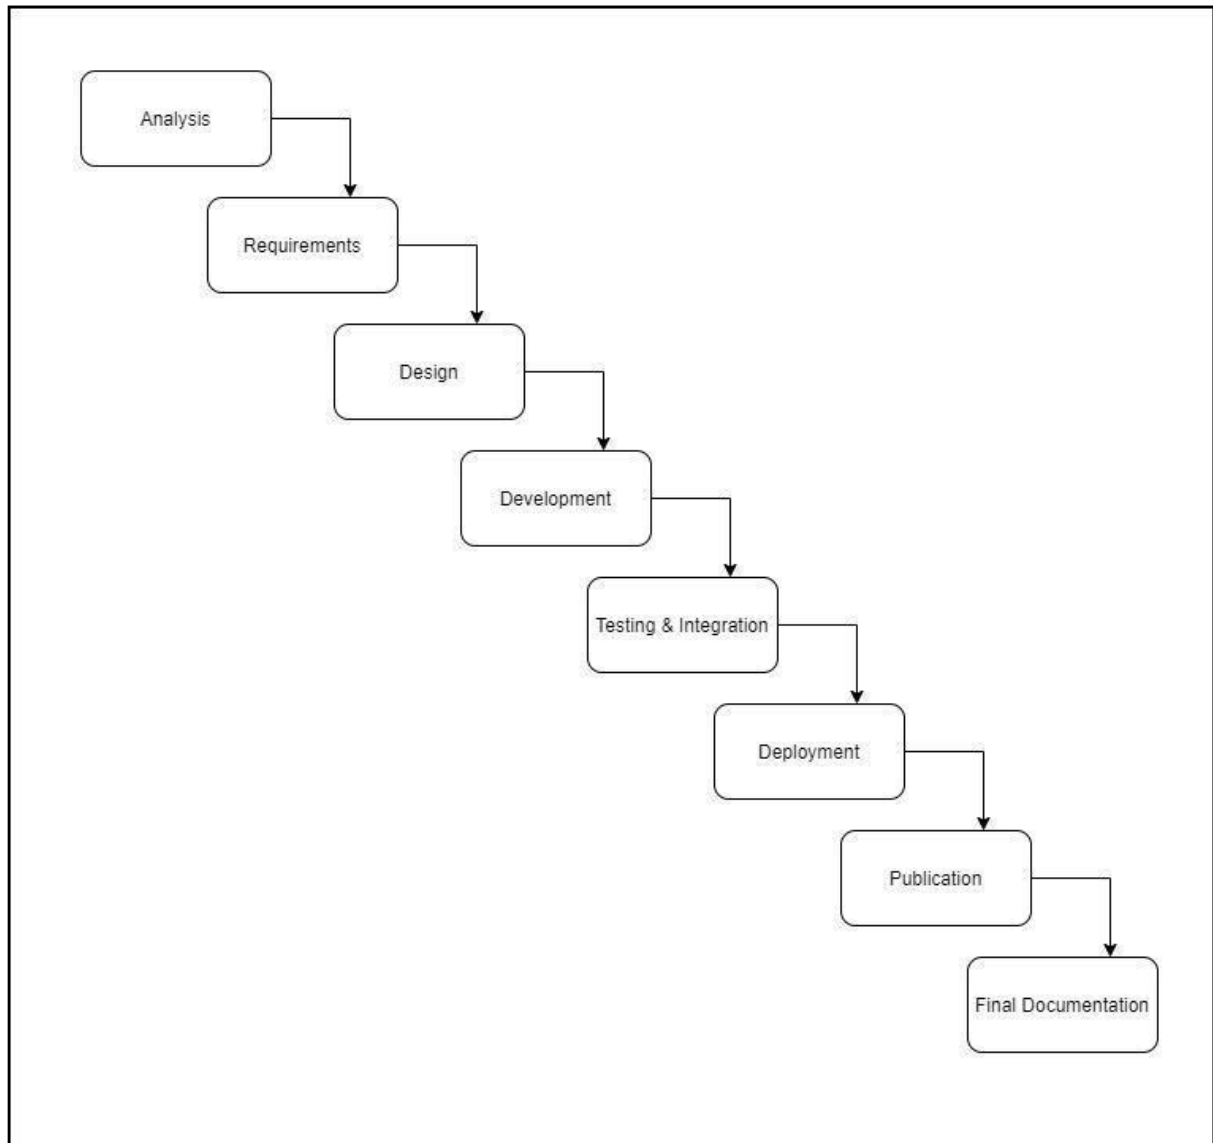 Analysis
Requirements
Design
Development
Testing & Integration
Deployment
Publication
Final Documentation